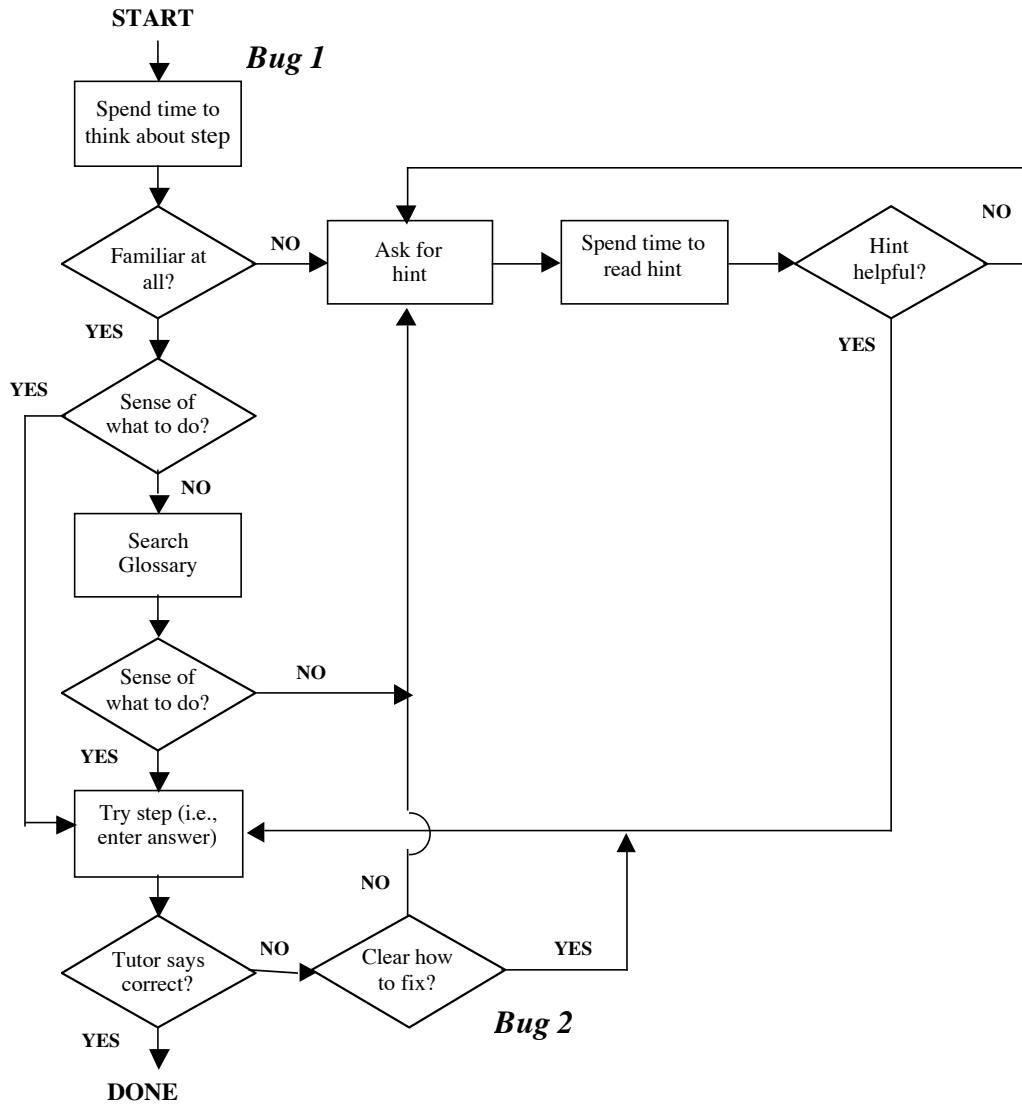 START
Bug 1
Spend time to
think about step
Familiar at
all?
NO
Ask for
hint
Spend time to
read hint
Hint
helpful?
NO
YES
YES
YES
Sense of
what to do?
NO
Search
Glossary
Sense of
what to do?
NO
YES
Try step (i.e.,
enter answer)
NO
Tutor says
correct?
NO
Clear how
to fix?
YES
Bug 2
YES
DONE